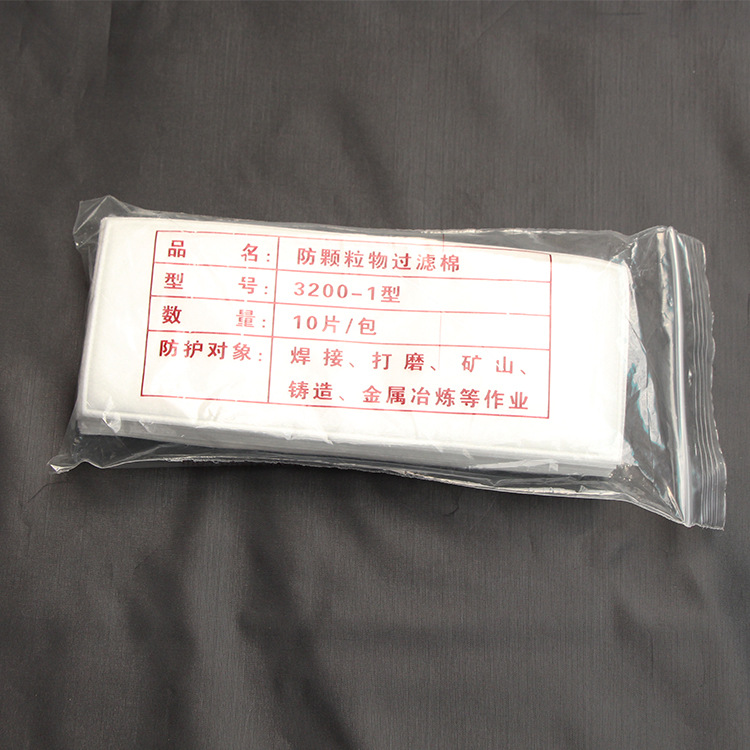 品 名: 防颗粒物过滤棉
型 号: 3200-1型
数 量: 10片/包
防护对象: 焊接、打磨、矿山、
铸造、金属冶炼等作业